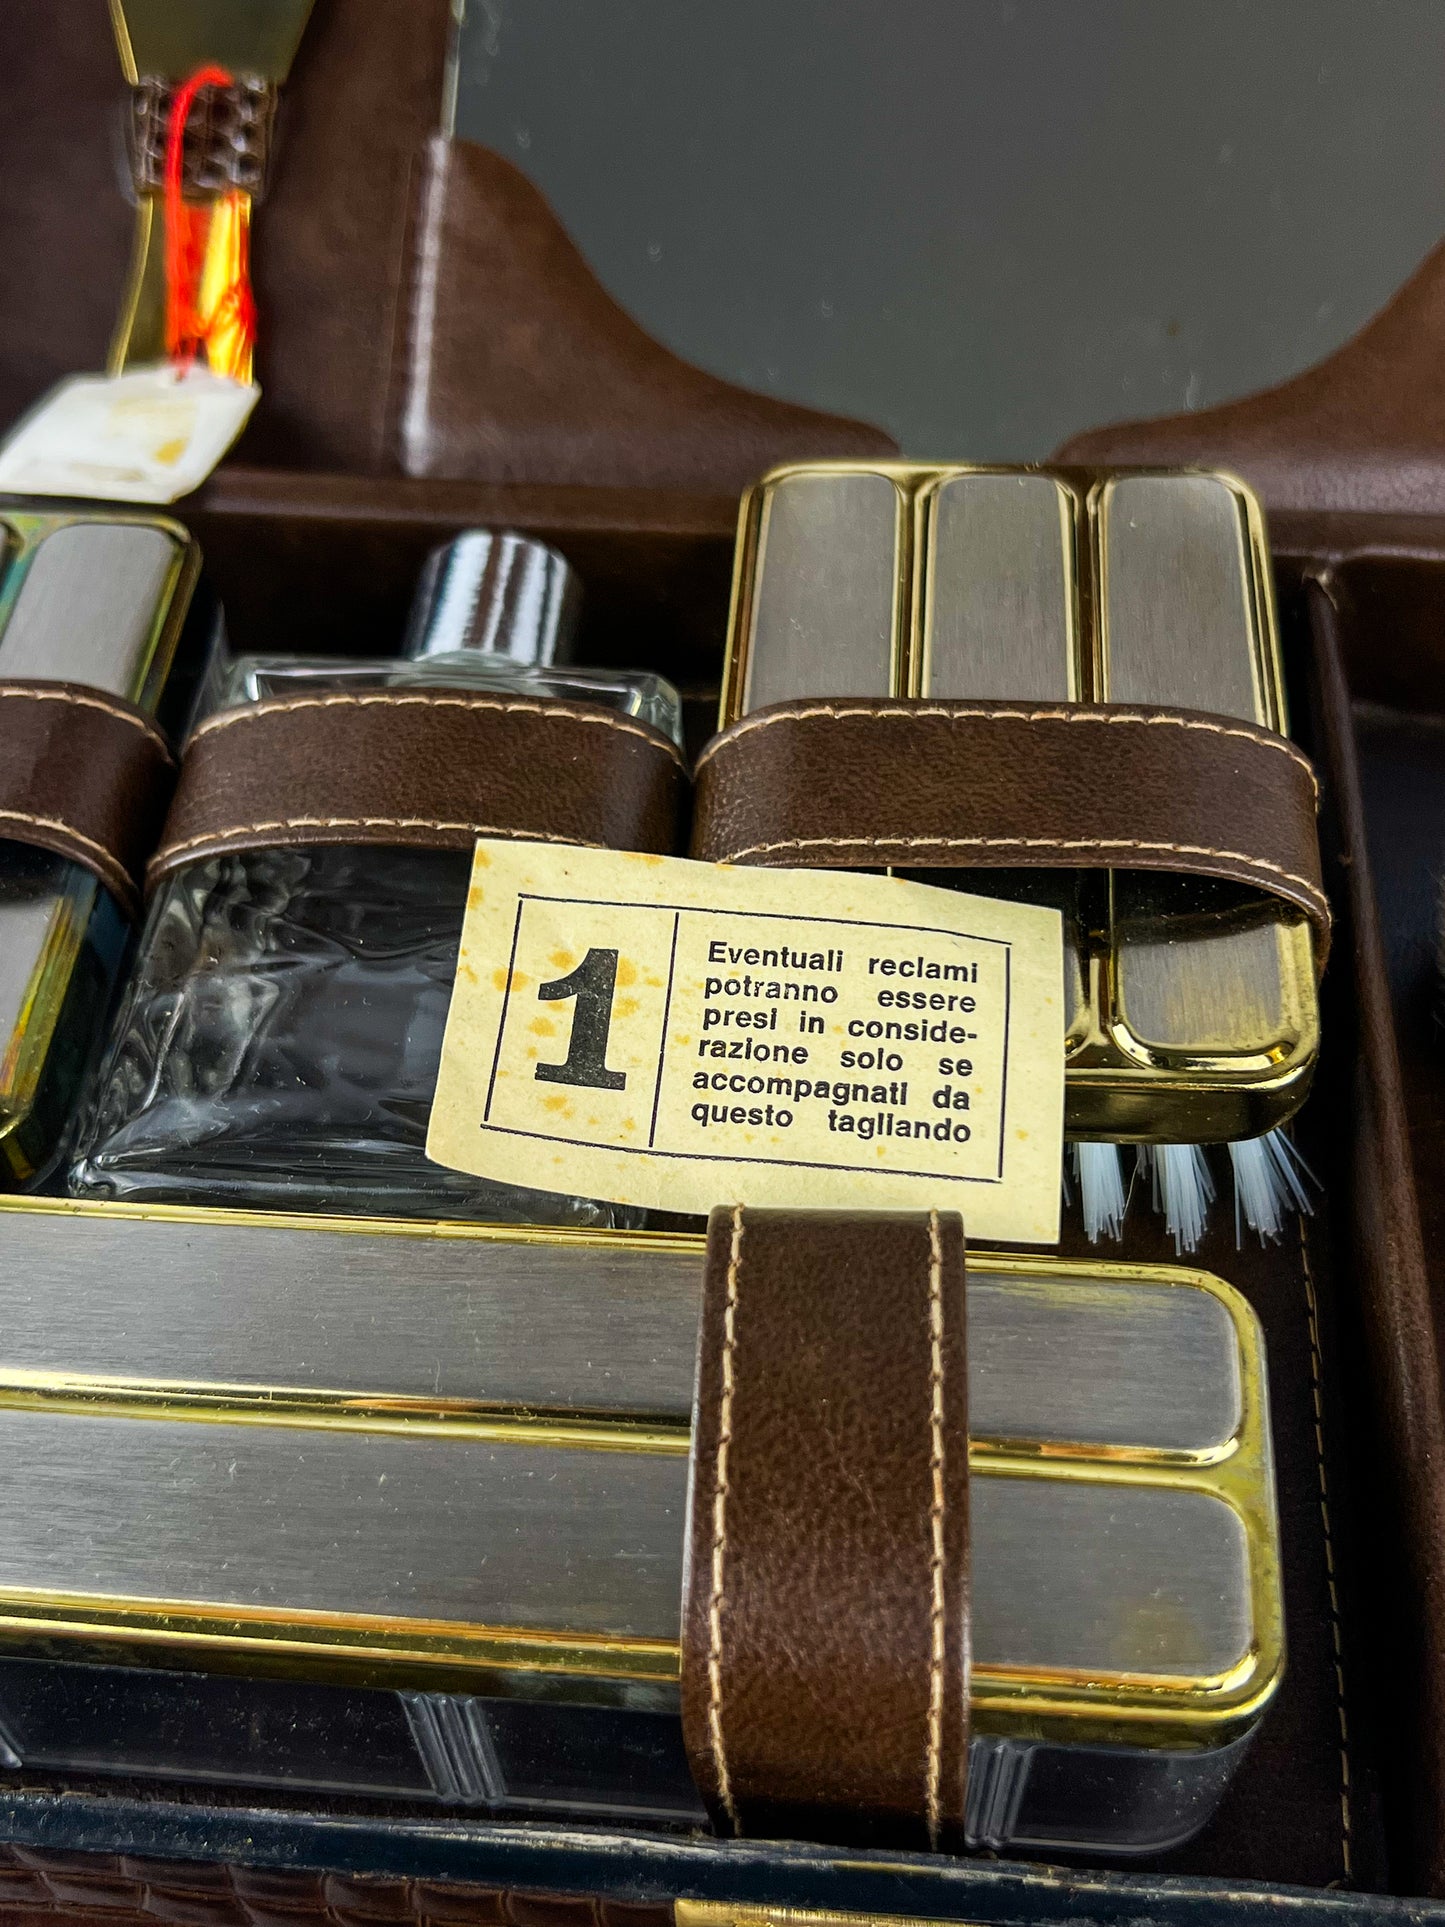 1
Eventuali reclami
potranno essere
presi in conside-
razione solo se
accompagnati da
questo tagliando